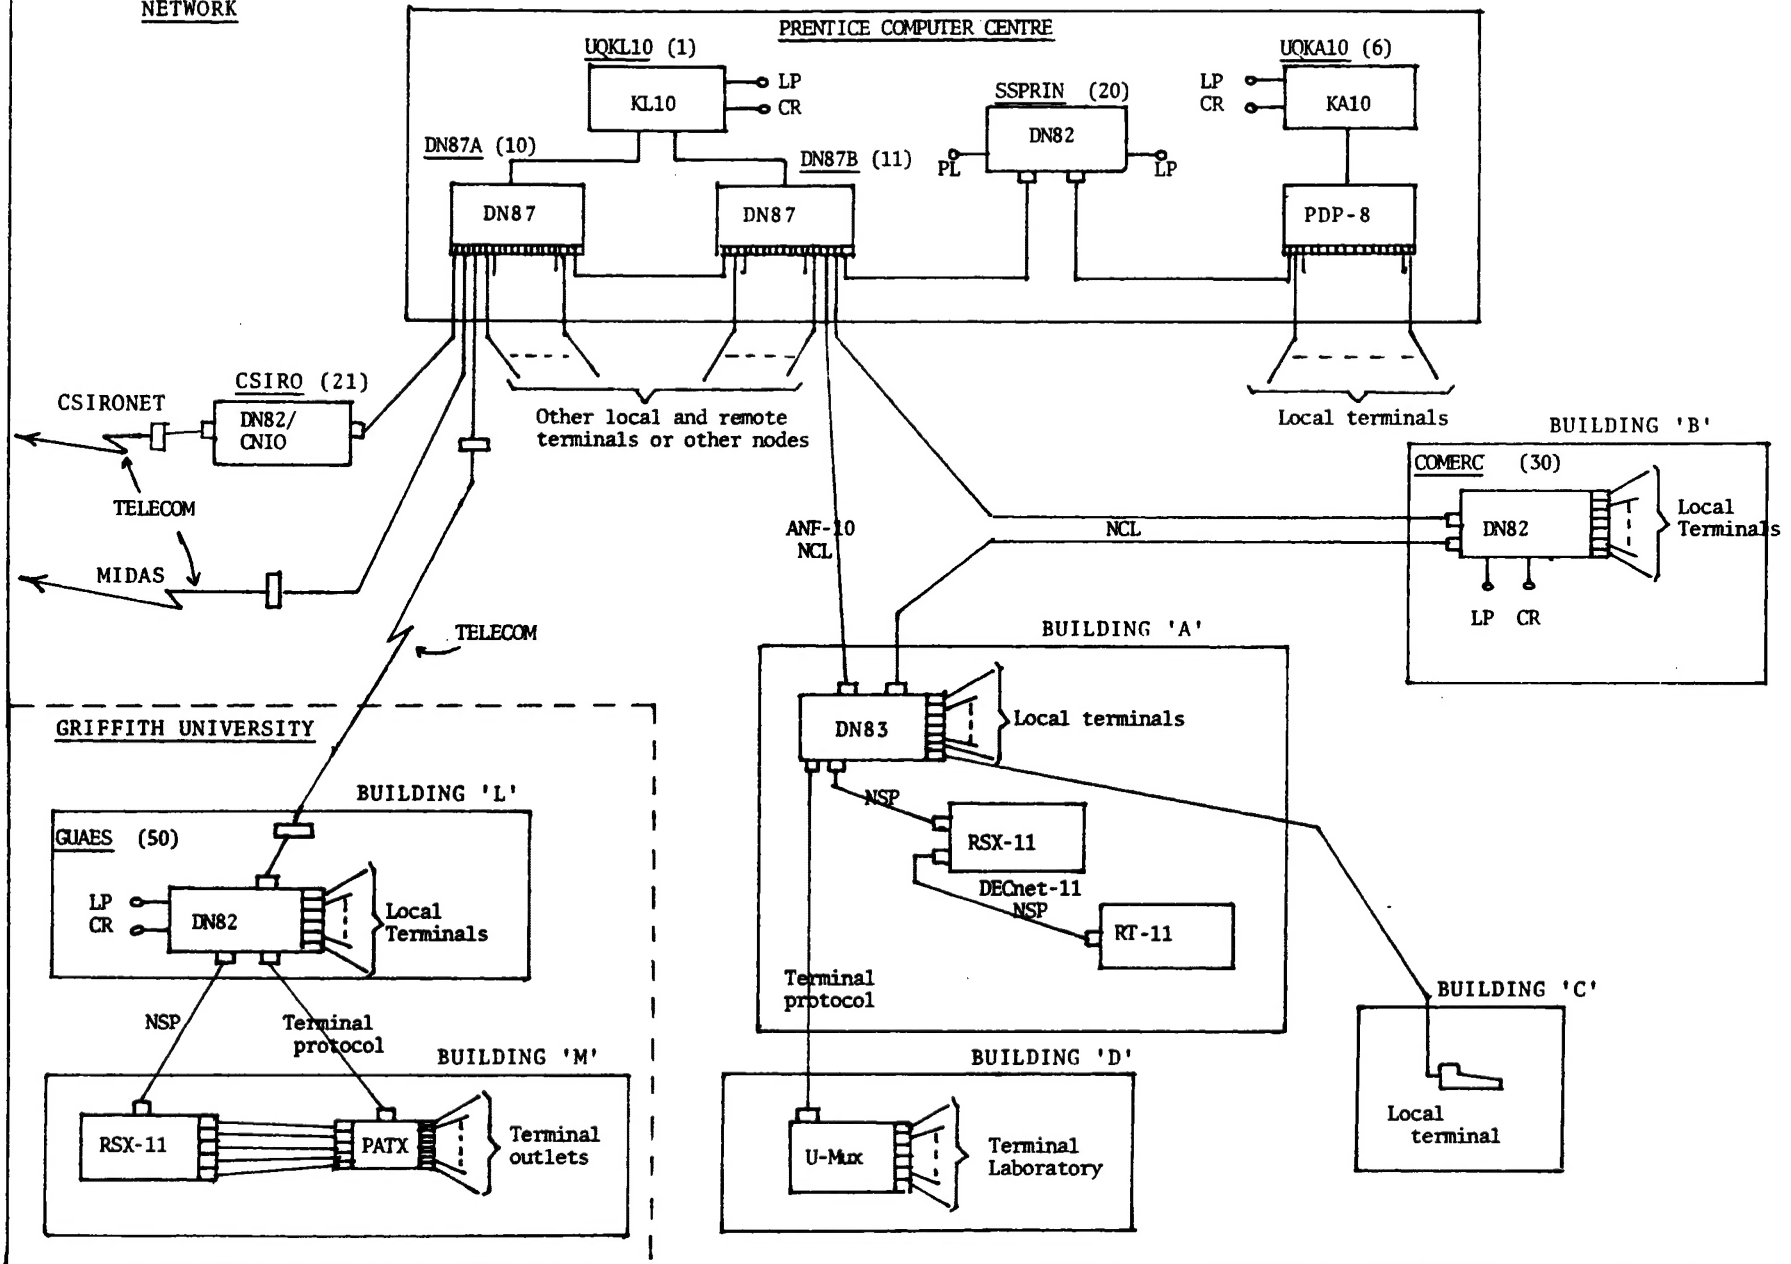 NETWORK
PRENTICE COMPUTER CENTRE
UQKL10 (1)
KL10
LP
CR
UQKA10 (6)
LP
CR
KA10
SSPRIN (20)
DN82
PL
LP
DN87A (10)
DN87
DN87B (11)
DN87
PDP-8
CSIRO (21)
CSIRONET
DN82/
CNIO
TELECOM
MIDAS
Other local and remote
terminals or other nodes
Local terminals
BUILDING 'B'
COMERC (30)
DN82
Local
Terminals
LP CR
ANF-10
NCL
NCL
TELECOM
BUILDING 'A'
DN83
Local terminals
NSP
RSX-11
DECnet-11
NSP
RT-11
Terminal
protocol
GRIFFITH UNIVERSITY
BUILDING 'L'
GUAES (50)
LP
CR
DN82
Local
Terminals
NSP
Terminal
protocol
BUILDING 'M'
RSX-11
PATX
Terminal
outlets
BUILDING 'D'
U-Mux
Terminal
Laboratory
BUILDING 'C'
Local
terminal